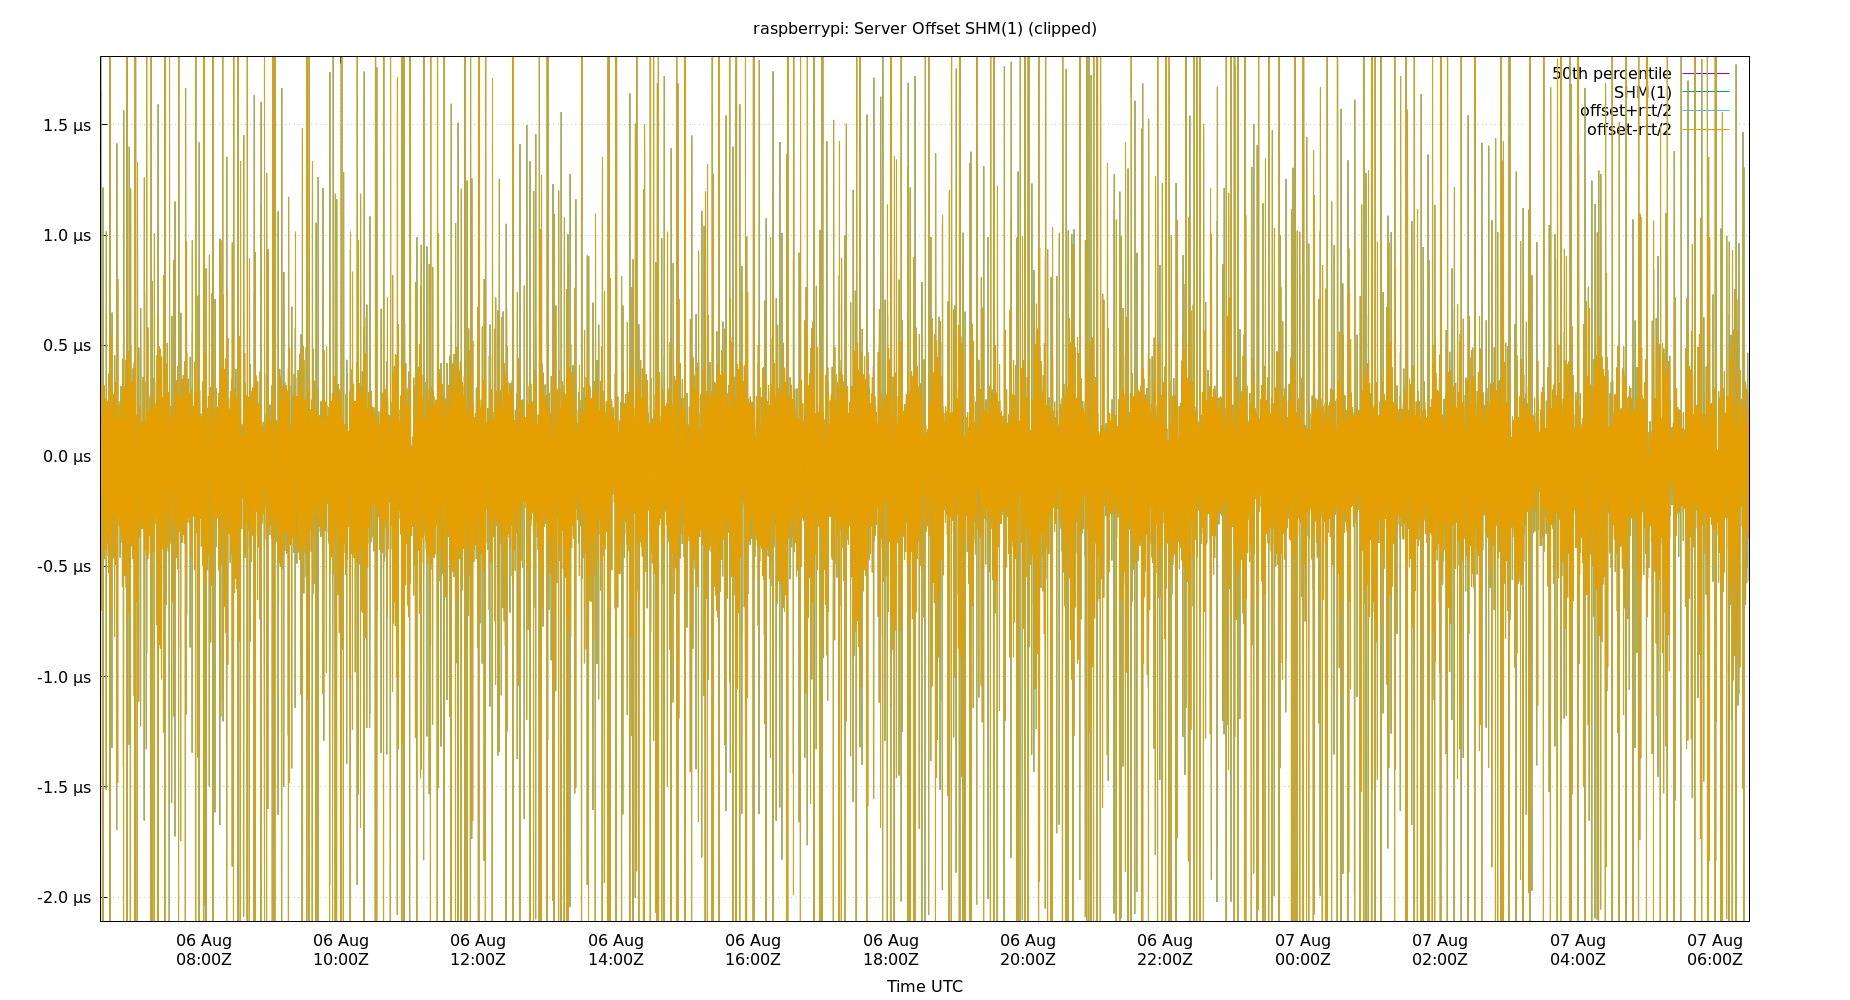 raspberrypi: Server Offset SHM(1) (clipped)
50th percentile
SHM(1)
offset+rtt/2
offset-rtt/2
1.5 µs
1.0 µs
0.5 µs
0.0 µs
-0.5 µs
-1.0 µs
-1.5 µs
-2.0 µs
06 Aug 06 Aug 06 Aug 06 Aug 06 Aug 06 Aug 06 Aug 06 Aug 07 Aug 07 Aug 07 Aug 07 Aug
08:00Z 10:00Z 12:00Z 14:00Z 16:00Z 18:00Z 20:00Z 22:00Z 00:00Z 02:00Z 04:00Z 06:00Z
Time UTC